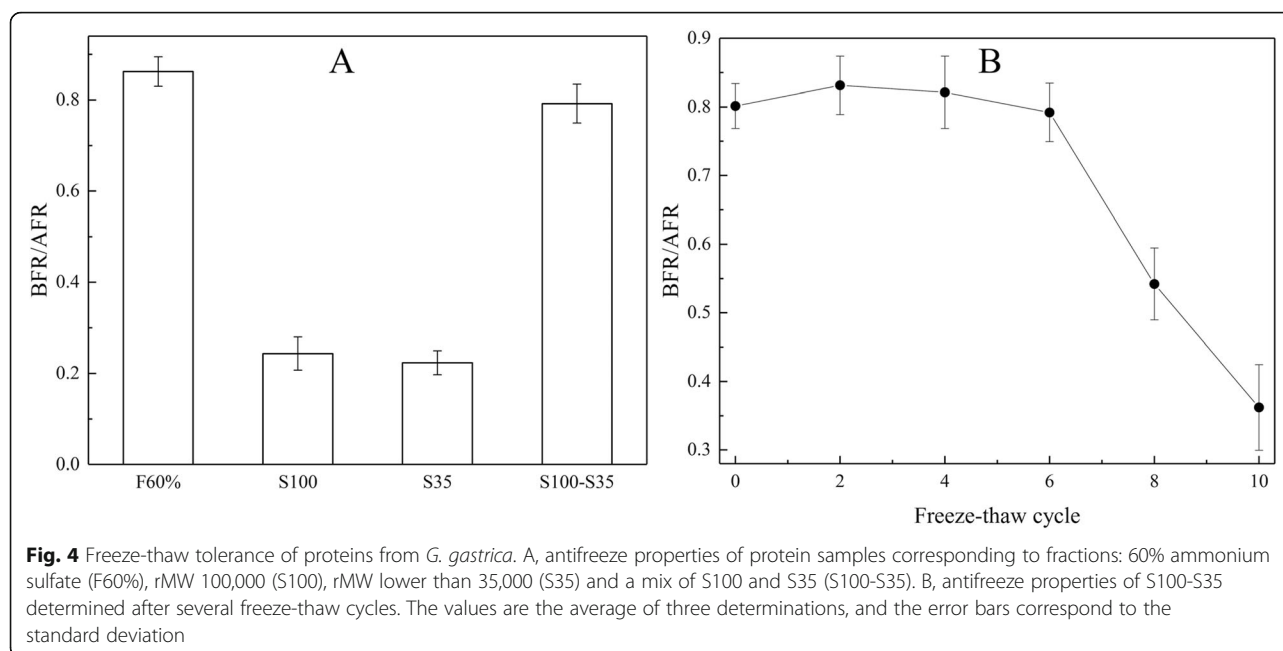 A
BFR/AFR
0.8
0.6
0.4
0.2
0.0
F60%
S100
S35
S100-S35
B
BFR/AFR
0.9
0.8
0.7
0.6
0.5
0.4
0.3
0
2
4
6
8
10
Freeze-thaw cycle
Fig. 4 Freeze-thaw tolerance of proteins from G. gastrica. A, antifreeze properties of protein samples corresponding to fractions: 60% ammonium
sulfate (F60%), rMW 100,000 (S100), rMW lower than 35,000 (S35) and a mix of S100 and S35 (S100-S35). B, antifreeze properties of S100-S35
determined after several freeze-thaw cycles. The values are the average of three determinations, and the error bars correspond to the
standard deviation